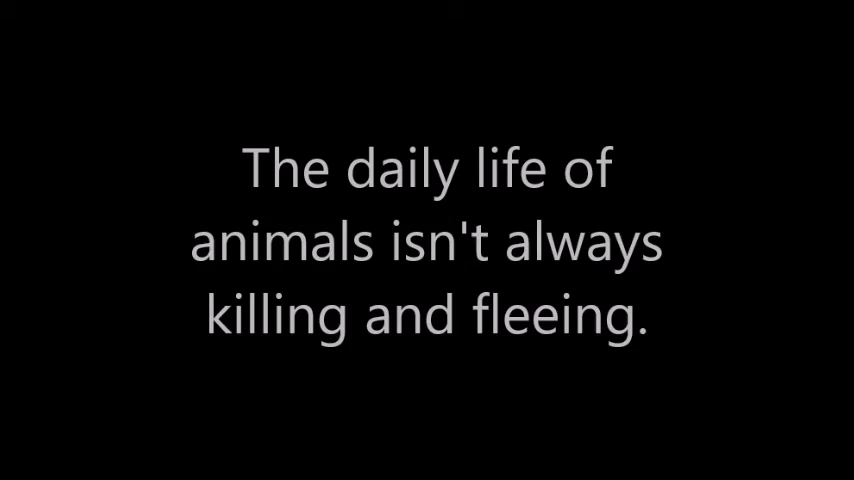 The daily life of
animals isn't always
killing and fleeing.